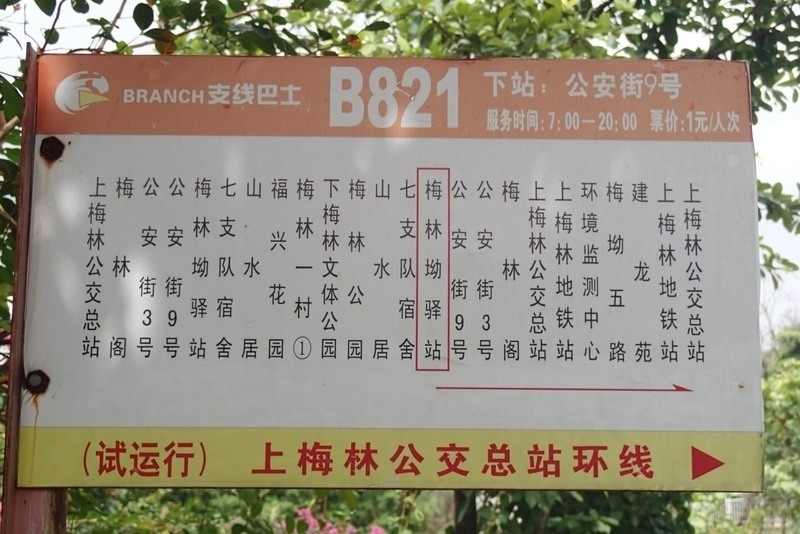 BRANCH支线巴士
B821
下站：公安街9号
服务时间:7:00—20:00 票价:1元/人次
上梅林公交总站
梅林阁
公安街3号
公安街9号
梅林坳驿站
七支队宿舍
山水居
福兴花园
梅林一村①
下梅林文体公园
梅林公园
山水居
七支队宿舍
梅林坳驿站
公安街9号
公安街3号
梅林阁
上梅林公交总站
上梅林地铁站
环境监测中心
梅坳五路
建龙苑
上梅林地铁站
上梅林公交总站
(试运行) 上梅林公交总站环线